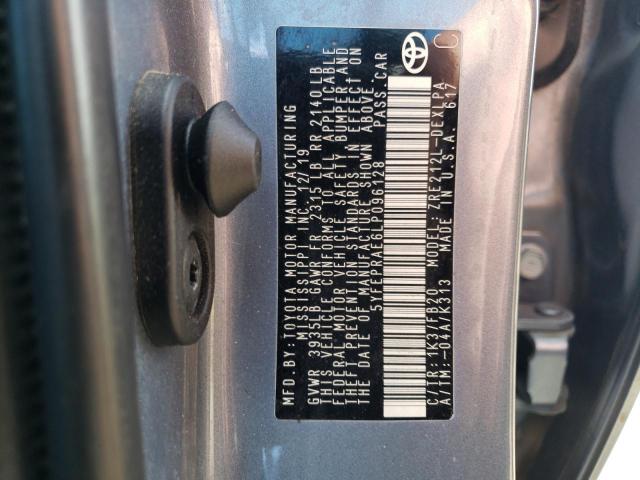 MFD.BY: TOYOTA MOTOR MANUFACTURING
MISSISSIPPI INC. 12/19
GVWR 3935LB GAWR FR 2315 LB RR 2140LB
THIS VEHICLE CONFORMS TO ALL APPLICABLE
FEDERAL MOTOR VEHICLE SAFETY, BUMPER, AND
THEFT PREVENTION STANDARDS IN EFFECT ON
THE DATE OF MANUFACTURE SHOWN ABOVE.
5YFEPRAE6LP096128 PASS. CAR
C/TR: 1K3/FB20 MODEL: ZRE212L-DEXLPA
A/TM: -04A/K313 MADE IN U.S.A. 617
C